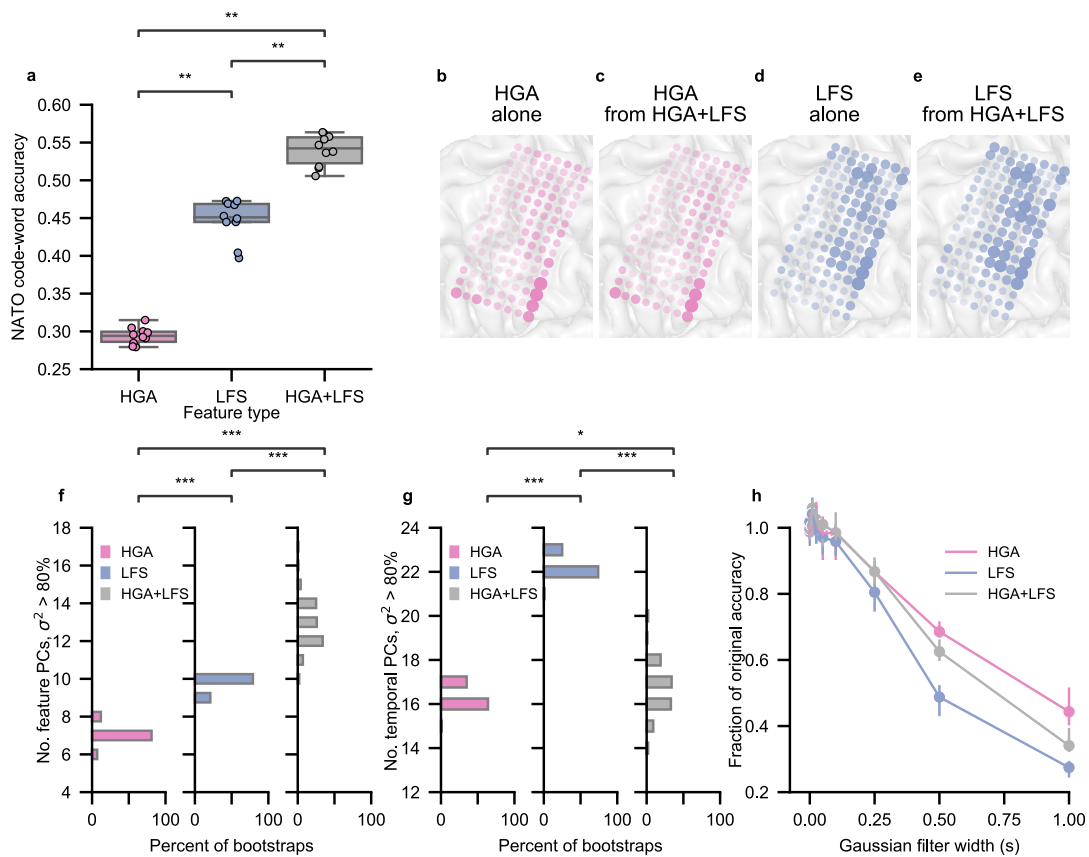 **
**
**
a
NATO code-word accuracy
0.60
0.55
0.50
0.45
0.40
0.35
0.30
0.25
HGA
LFS
HGA+LFS
Feature type
b
HGA
alone
c
HGA
from HGA+LFS
d
LFS
alone
e
LFS
from HGA+LFS
***
***
***
f
No. feature PCs, σ² > 80%
18
16
14
12
10
8
6
4
HGA
LFS
HGA+LFS
0
100
0
100
0
100
Percent of bootstraps
*
***
***
g
No. temporal PCs, σ² > 80%
24
22
20
18
16
14
12
HGA
LFS
HGA+LFS
0
100
0
100
0
100
Percent of bootstraps
h
Fraction of original accuracy
1.0
0.8
0.6
0.4
0.2
HGA
LFS
HGA+LFS
0.00
0.25
0.50
0.75
1.00
Gaussian filter width (s)